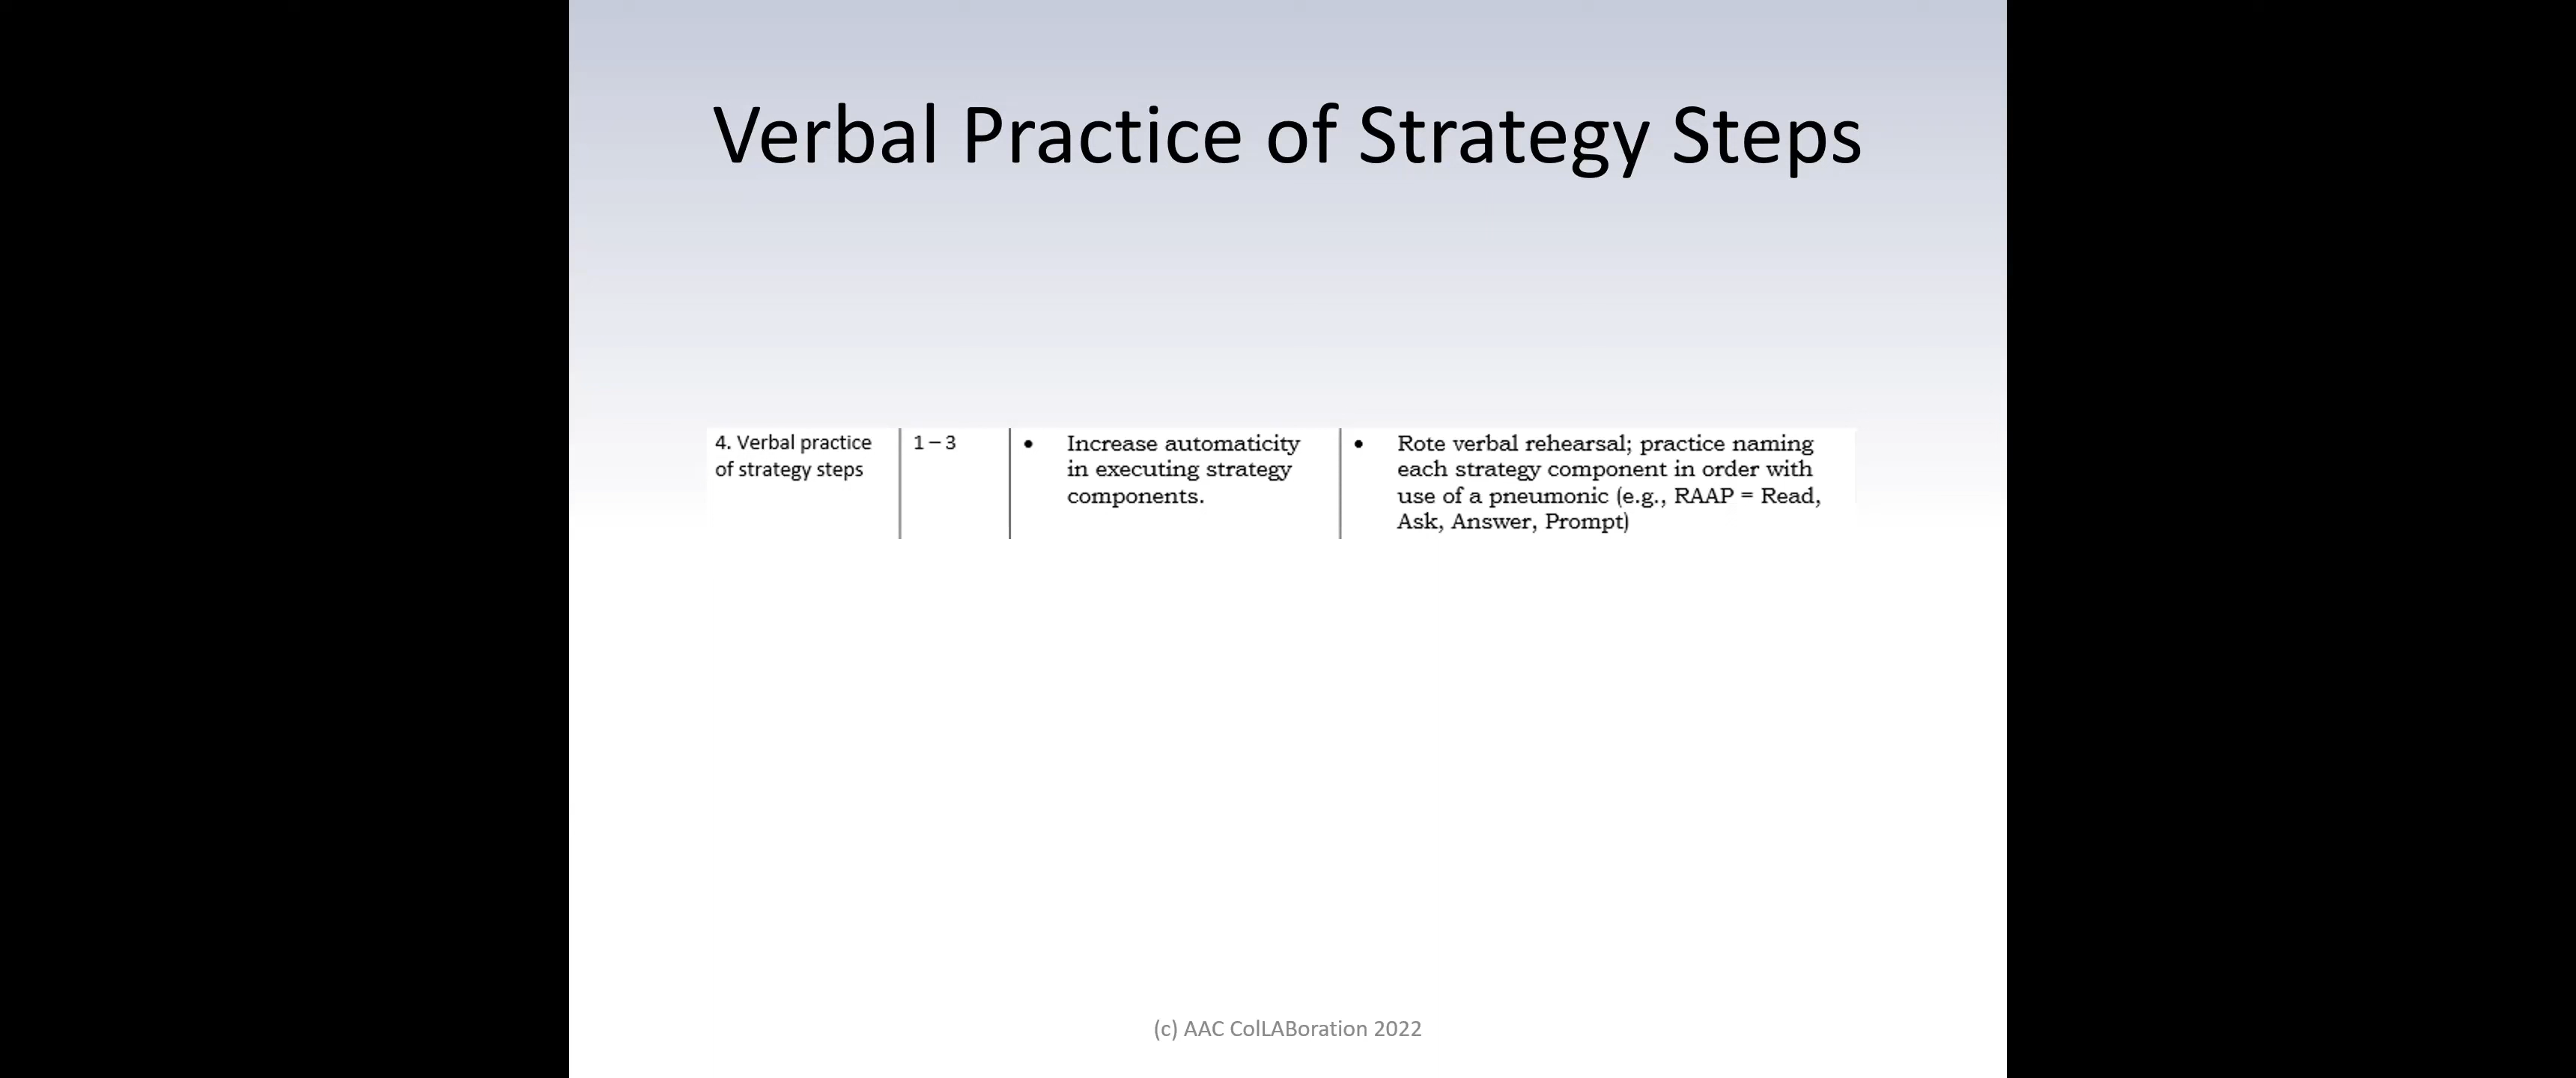 Verbal Practice of Strategy Steps
4. Verbal practice
of strategy steps
1 – 3
• Increase automaticity
in executing strategy
components.
• Rote verbal rehearsal; practice naming
each strategy component in order with
use of a pneumonic (e.g., RAAP = Read,
Ask, Answer, Prompt)
(c) AAC ColLABoration 2022